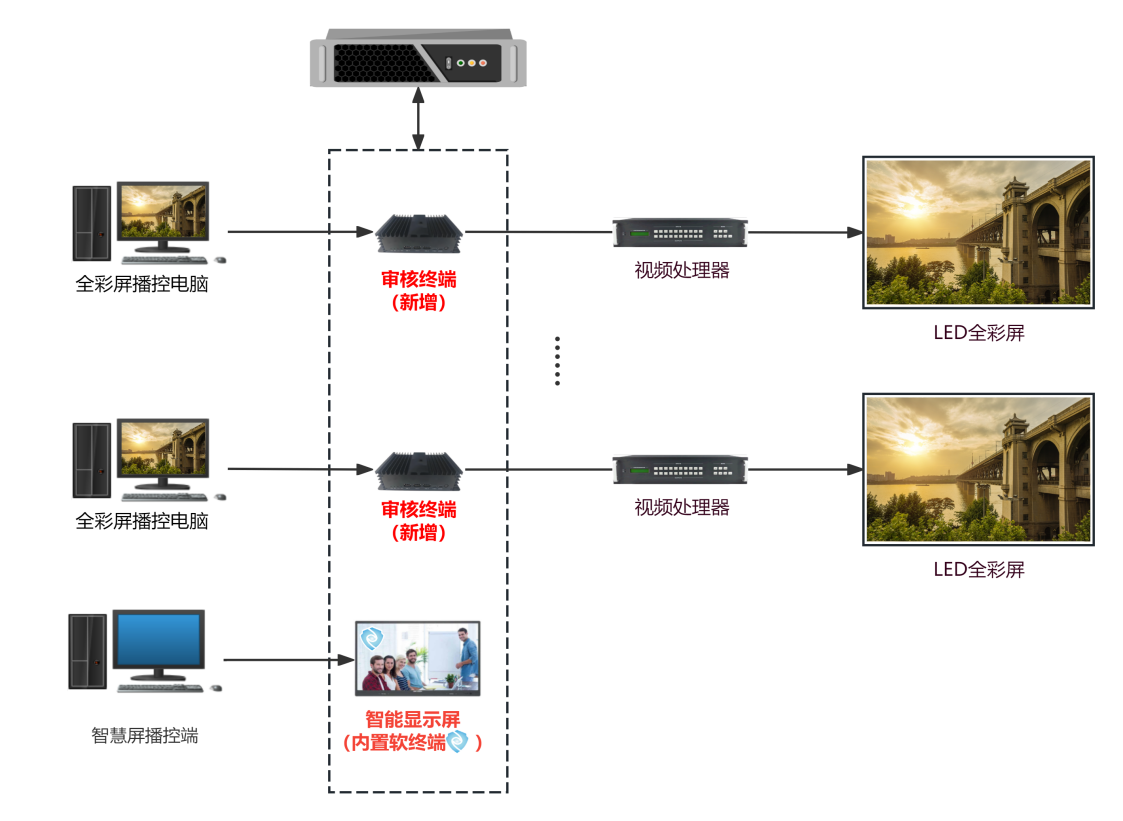 全彩屏播控电脑
审核终端
（新增）
视频处理器
LED全彩屏
全彩屏播控电脑
审核终端
（新增）
视频处理器
LED全彩屏
智慧屏播控端
智能显示屏
（内置软终端 ）